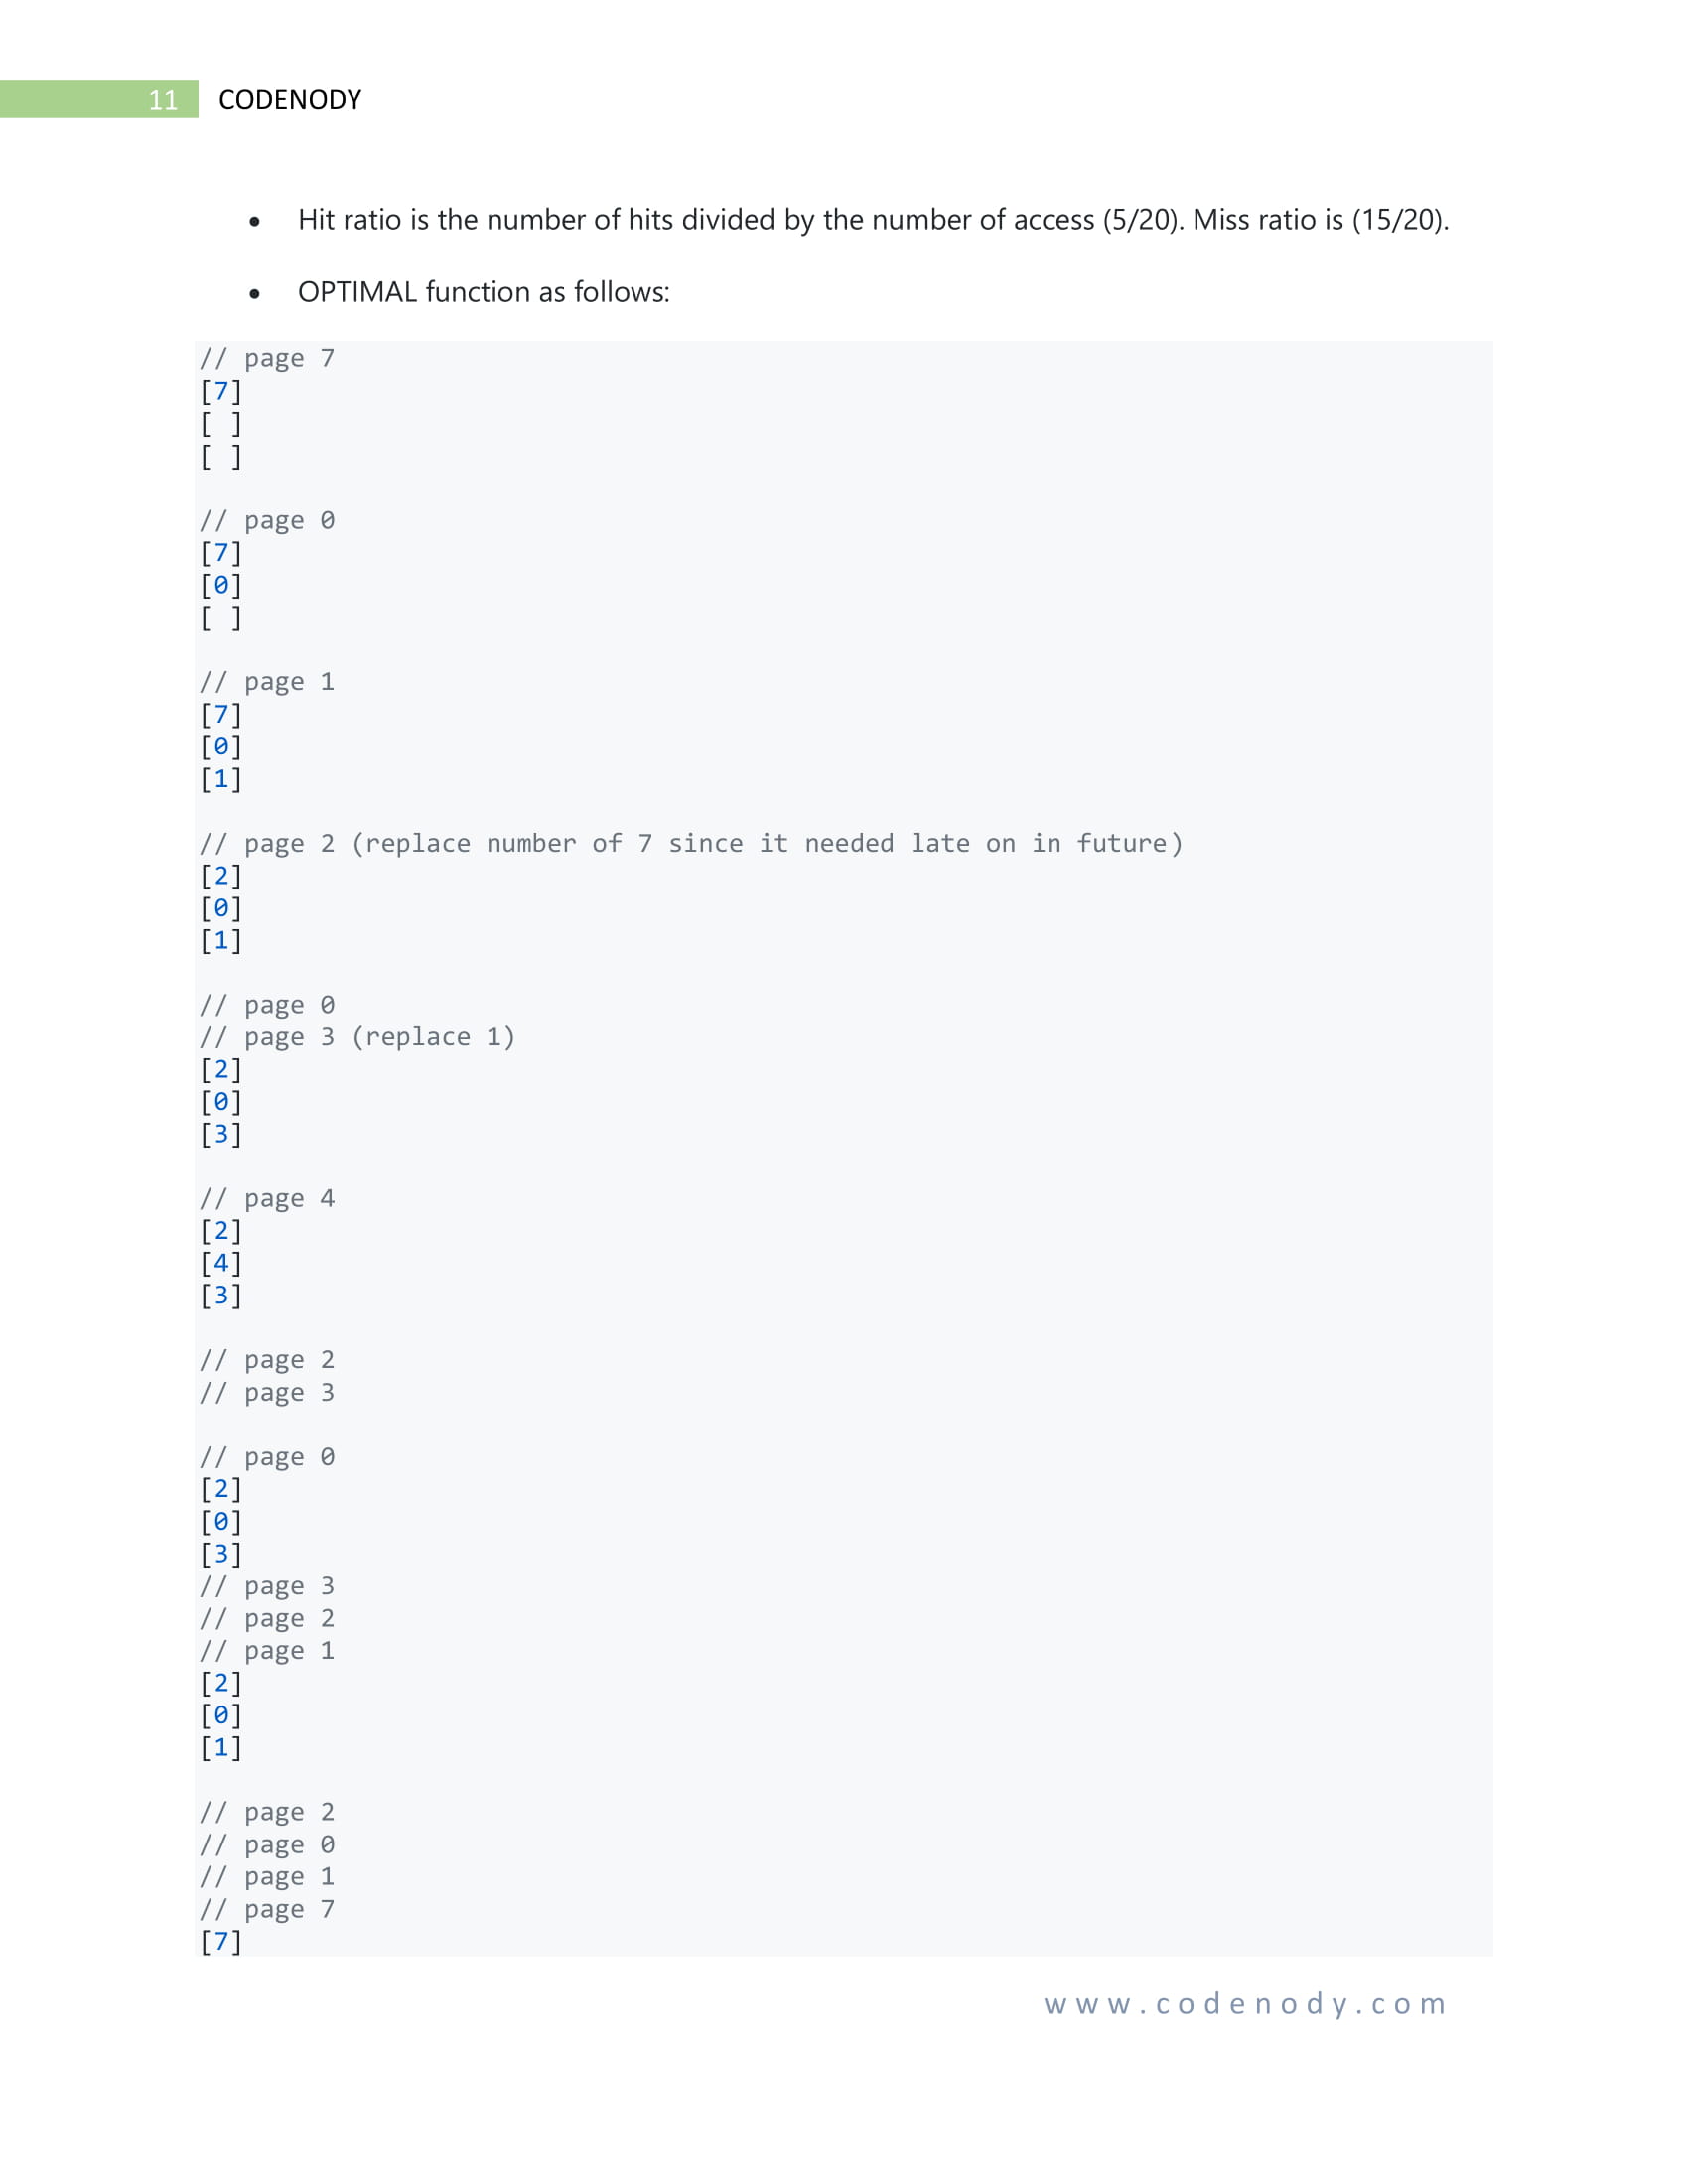 11 CODENODY
• Hit ratio is the number of hits divided by the number of access (5/20). Miss ratio is (15/20).
• OPTIMAL function as follows:
// page 7
[7]
[ ]
[ ]
// page 0
[7]
[0]
[ ]
// page 1
[7]
[0]
[1]
// page 2 (replace number of 7 since it needed late on in future)
[2]
[0]
[1]
// page 0
// page 3 (replace 1)
[2]
[0]
[3]
// page 4
[2]
[4]
[3]
// page 2
// page 3
// page 0
[2]
[0]
[3]
// page 3
// page 2
// page 1
[2]
[0]
[1]
// page 2
// page 0
// page 1
// page 7
[7]
www.codenody.com